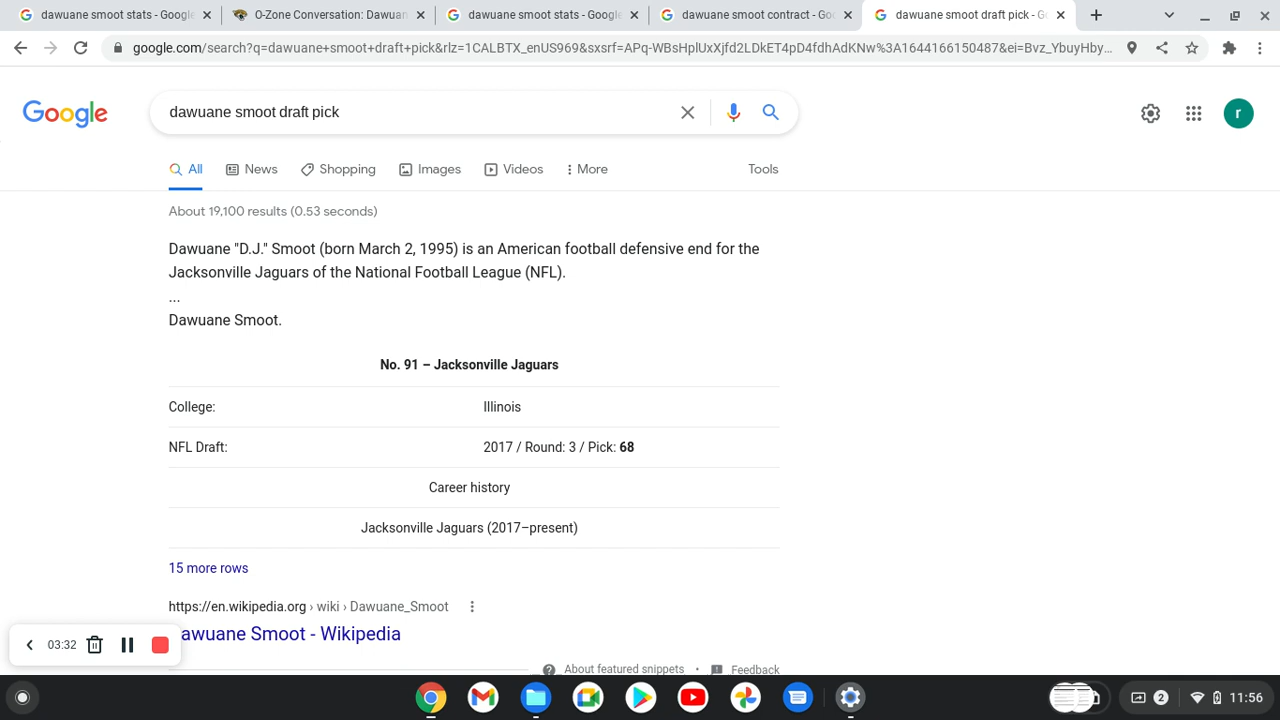 dawuane smoot stats - Google
O-Zone Conversation: Dawuan
dawuane smoot stats - Google
dawuane smoot contract - Goo
dawuane smoot draft pick - Go
google.com/search?q=dawuane+smoot+draft+pick&rlz=1CALBTX_enUS969&sxsrf=APq-WBsHplUxXjfd2LDkET4pD4fdhAdKNw%3A1644166150487&ei=Bvz_YbuyHby...
Google
dawuane smoot draft pick
r
All
News
Shopping
Images
Videos
More
Tools
About 19,100 results (0.53 seconds)
Dawuane "D.J." Smoot (born March 2, 1995) is an American football defensive end for the
Jacksonville Jaguars of the National Football League (NFL).
...
Dawuane Smoot.
No. 91 – Jacksonville Jaguars
College: Illinois
NFL Draft: 2017 / Round: 3 / Pick: 68
Career history
Jacksonville Jaguars (2017–present)
15 more rows
https://en.wikipedia.org › wiki › Dawuane_Smoot
awuane Smoot - Wikipedia
03:32
About featured snippets • Feedback
2
11:56